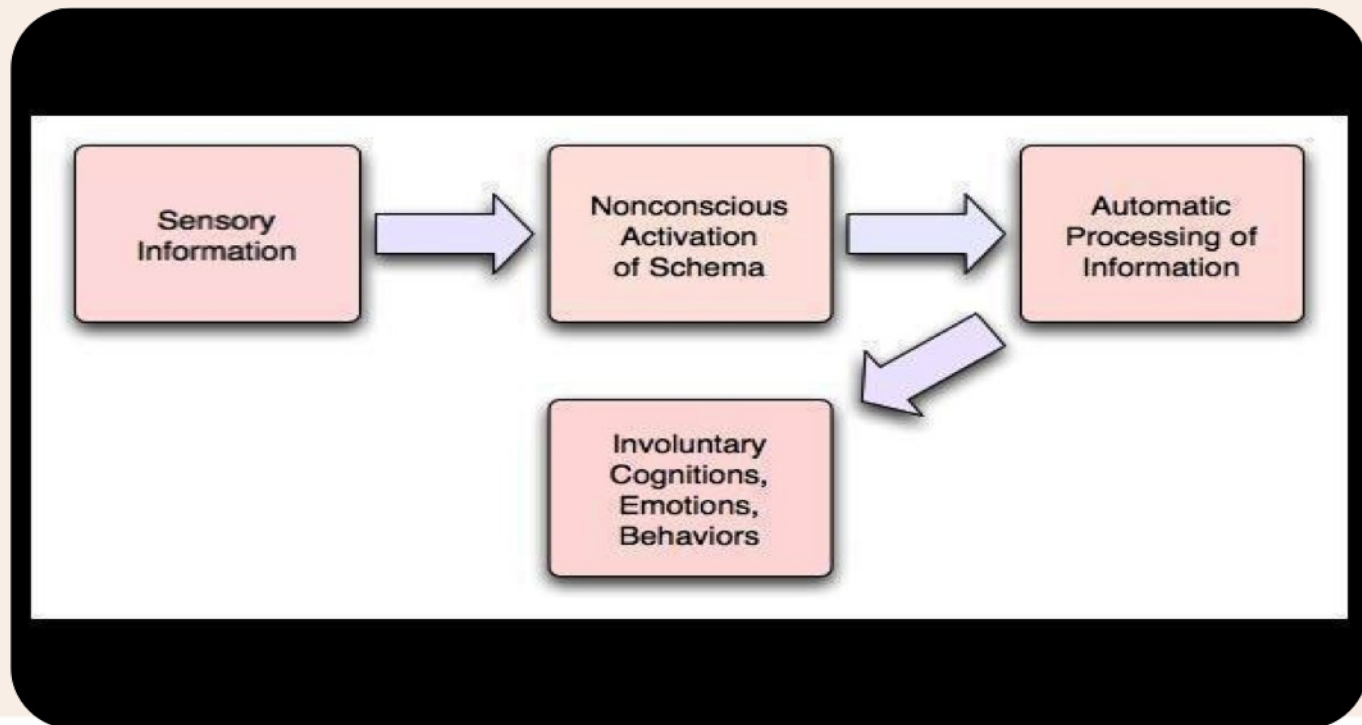 Sensory
Information
Nonconscious
Activation
of Schema
Automatic
Processing of
Information
Involuntary
Cognitions,
Emotions,
Behaviors